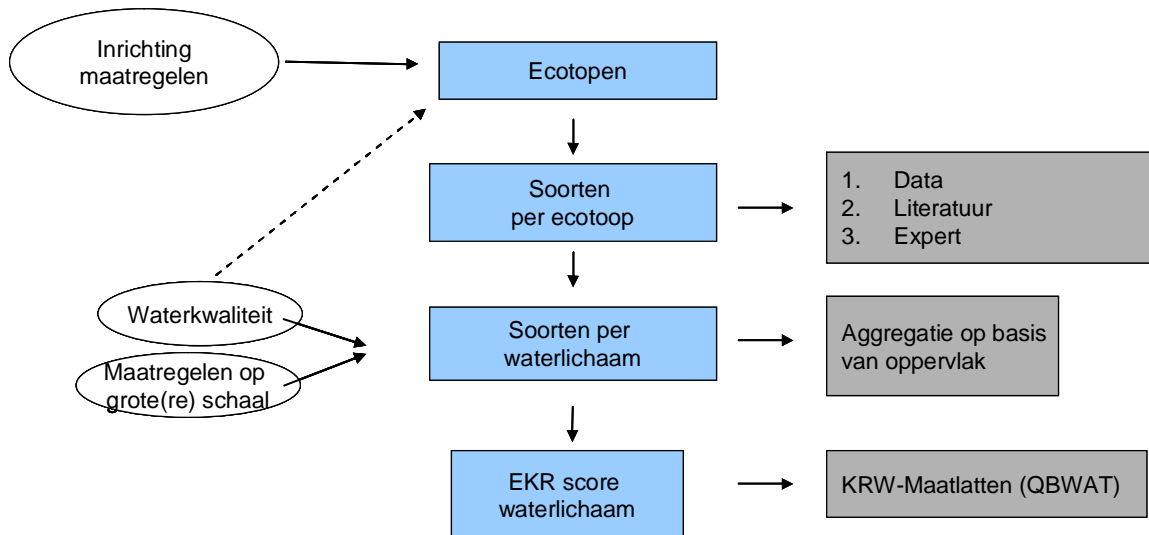 Inrichting
maatregelen
Ecotopen
Soorten
per ecotoop
1. Data
2. Literatuur
3. Expert
Waterkwaliteit
Maatregelen op
grote(re) schaal
Soorten per
waterlichaam
Aggregatie op basis
van oppervlak
EKR score
waterlichaam
KRW-Maatlatten (QBWAT)